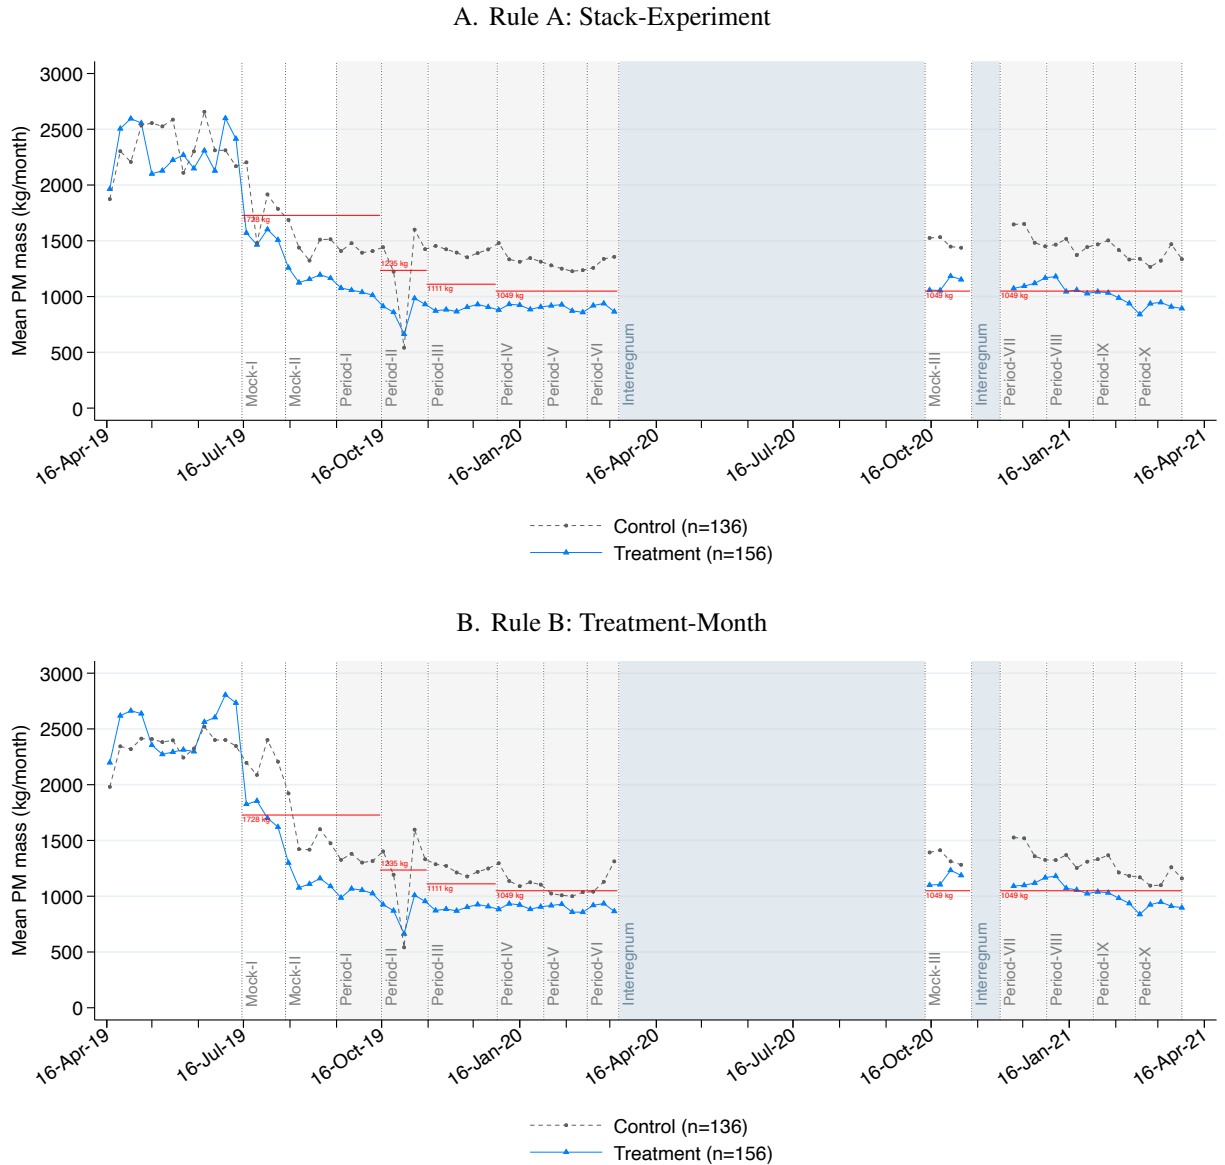 A. Rule A: Stack-Experiment
Mean PM mass (kg/month)
3000
2500
2000
1500
1000
500
0
1728 kg
1235 kg
1111 kg
1049 kg
1049 kg
1049 kg
Mock-I
Mock-II
Period-I
Period-II
Period-III
Period-IV
Period-V
Period-VI
Interregnum
Mock-III
Interregnum
Period-VII
Period-VIII
Period-IX
Period-X
16-Apr-19
16-Jul-19
16-Oct-19
16-Jan-20
16-Apr-20
16-Jul-20
16-Oct-20
16-Jan-21
16-Apr-21
Control (n=136)
Treatment (n=156)
B. Rule B: Treatment-Month
Mean PM mass (kg/month)
3000
2500
2000
1500
1000
500
0
1728 kg
1235 kg
1111 kg
1049 kg
1049 kg
1049 kg
Mock-I
Mock-II
Period-I
Period-II
Period-III
Period-IV
Period-V
Period-VI
Interregnum
Mock-III
Interregnum
Period-VII
Period-VIII
Period-IX
Period-X
16-Apr-19
16-Jul-19
16-Oct-19
16-Jan-20
16-Apr-20
16-Jul-20
16-Oct-20
16-Jan-21
16-Apr-21
Control (n=136)
Treatment (n=156)